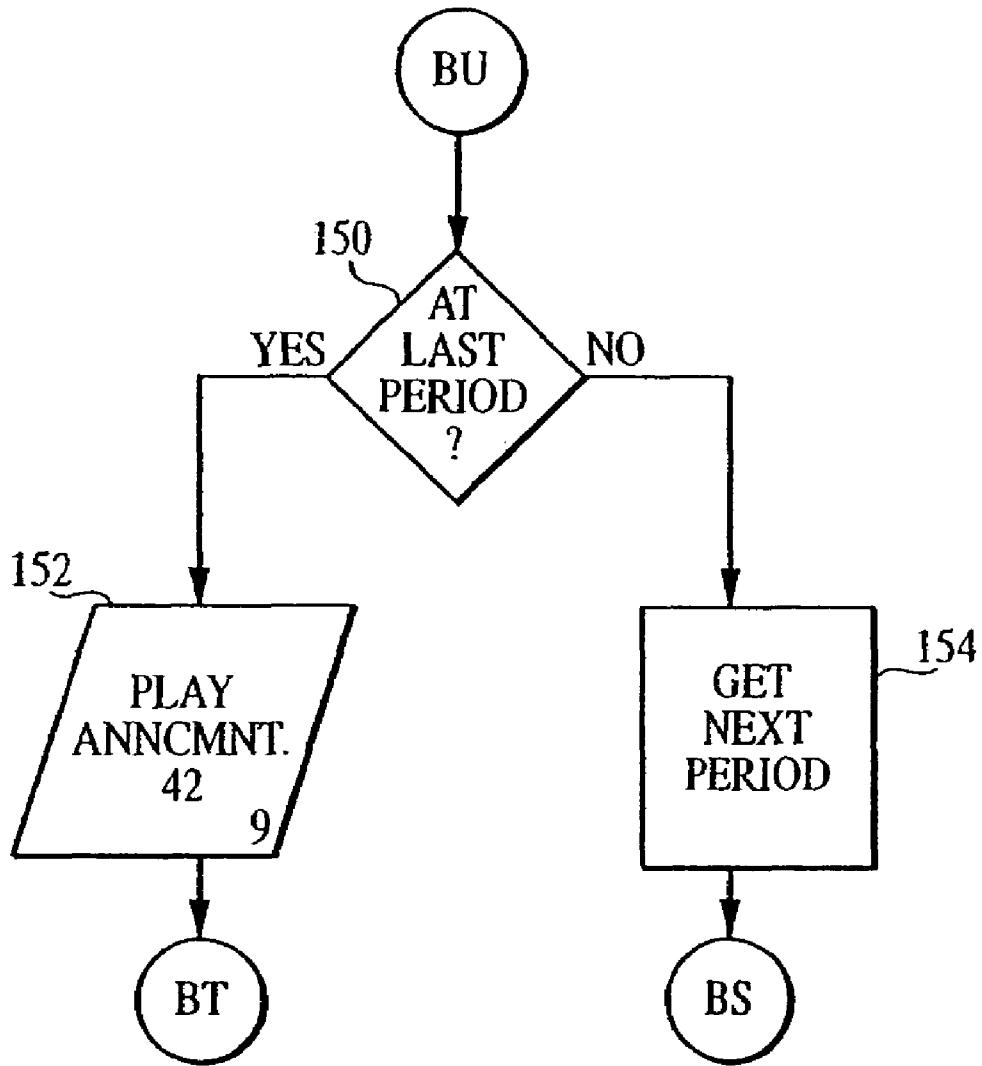 BU
150
AT
LAST
PERIOD
?
YES
NO
152
PLAY
ANNCMNT.
42
9
154
GET
NEXT
PERIOD
BT
BS